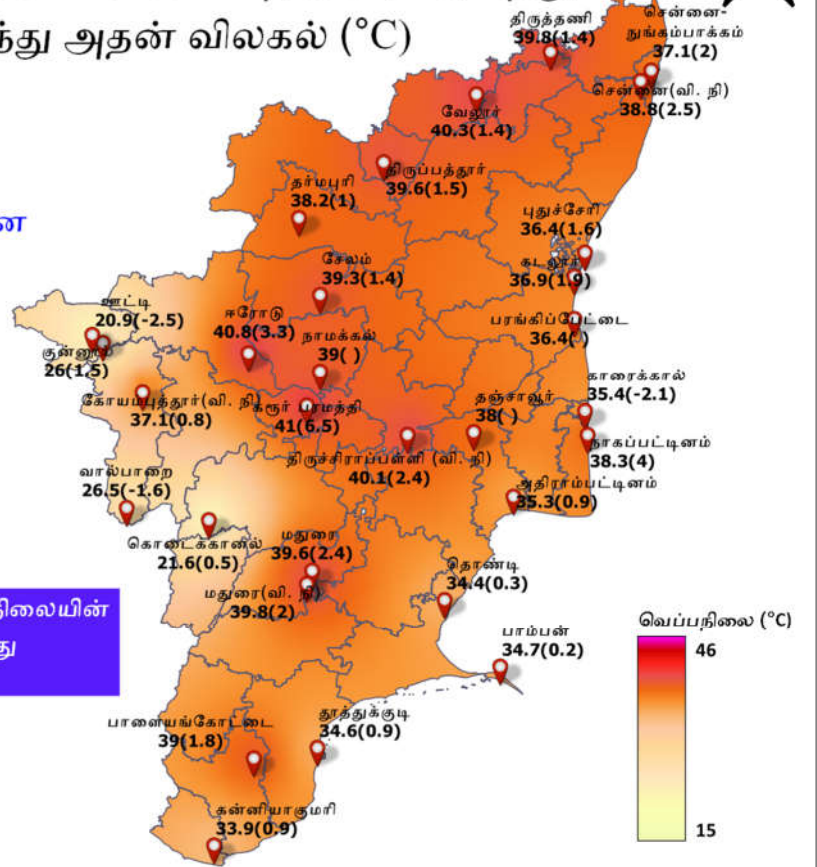 ந்து அதன் விலகல் (°C)
திருத்தணி
39.8(1.4)
சென்னை-
நுங்கம்பாக்கம்
37.1(2)
சென்னை(வி. நி)
38.8(2.5)
வேலூர்
40.3(1.4)
திருப்பத்தூர்
39.6(1.5)
தர்மபுரி
38.2(1)
புதுச்சேரி
36.4(1.6)
கடலூர்
36.9(1.9)
சேலம்
39.3(1.4)
ஊட்டி
20.9(-2.5)
ஈரோடு
40.8(3.3)
நாமக்கல்
39( )
பரங்கிப்பேட்டை
36.4( )
குன்னூர்
26(1.5)
காரைக்கால்
35.4(-2.1)
கோயம்புத்தூர்(வி. நி)
37.1(0.8)
கரூர் பரமத்தி
41(6.5)
தஞ்சாவூர்
38( )
நாகப்பட்டினம்
38.3(4)
திருச்சிராப்பள்ளி (வி. நி)
40.1(2.4)
வால்பாறை
26.5(-1.6)
அதிராம்பட்டினம்
35.3(0.9)
கொடைக்கானல்
21.6(0.5)
மதுரை
39.6(2.4)
மதுரை(வி. நி)
39.8(2)
தொண்டி
34.4(0.3)
நிலையின்
து
பாம்பன்
34.7(0.2)
வெப்பநிலை (°C)
46
15
பாளையங்கோட்டை
39(1.8)
தூத்துக்குடி
34.6(0.9)
கன்னியாகுமரி
33.9(0.9)